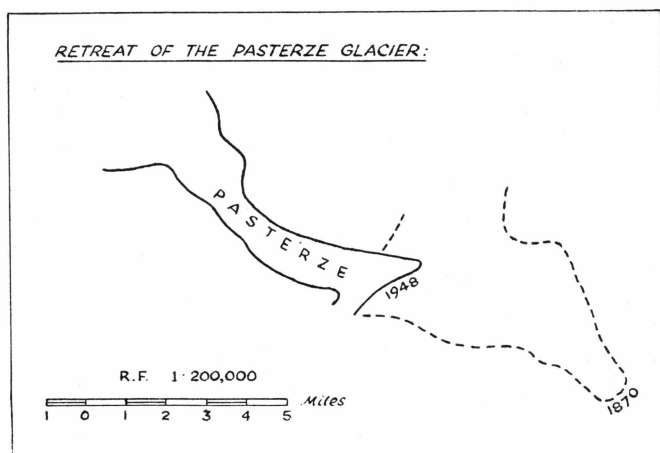 RETREAT OF THE PASTERZE GLACIER:
PASTERZE
1948
1870
R.F. 1:200,000
1 0 1 2 3 4 5 Miles